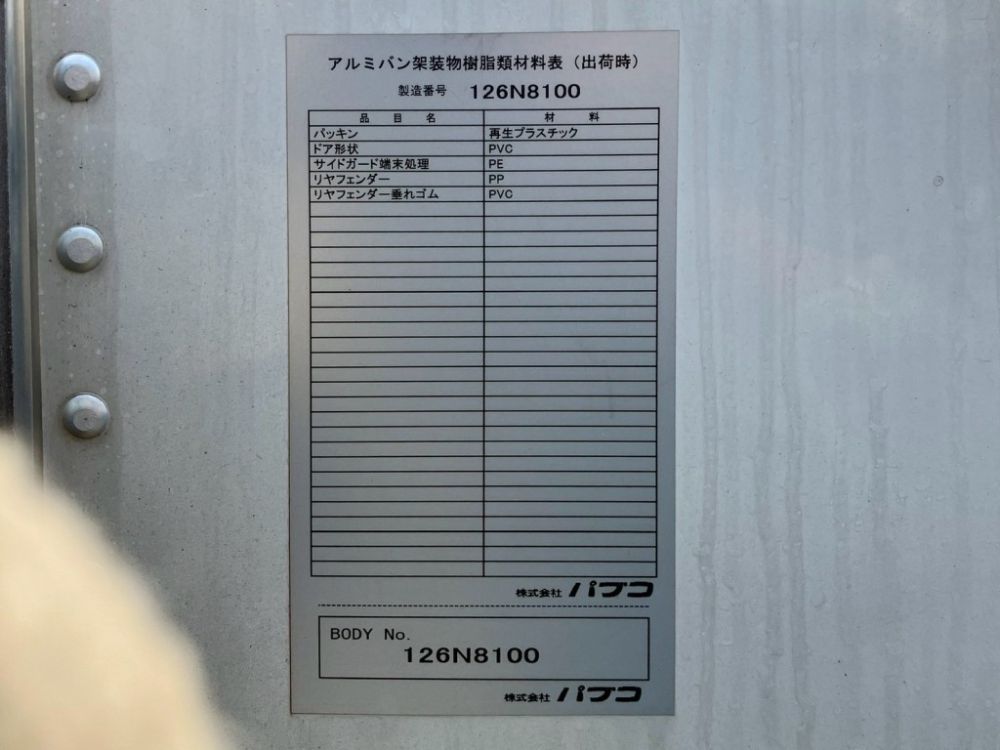 アルミバン架装物樹脂類材料表（出荷時）
製造番号 126N8100
品目名 材料
パッキン 再生プラスチック
ドア形状 PVC
サイドガード端末処理 PE
リヤフェンダー PP
リヤフェンダー垂れゴム PVC
株式会社 パブコ
BODY No.
126N8100
株式会社 パブコ